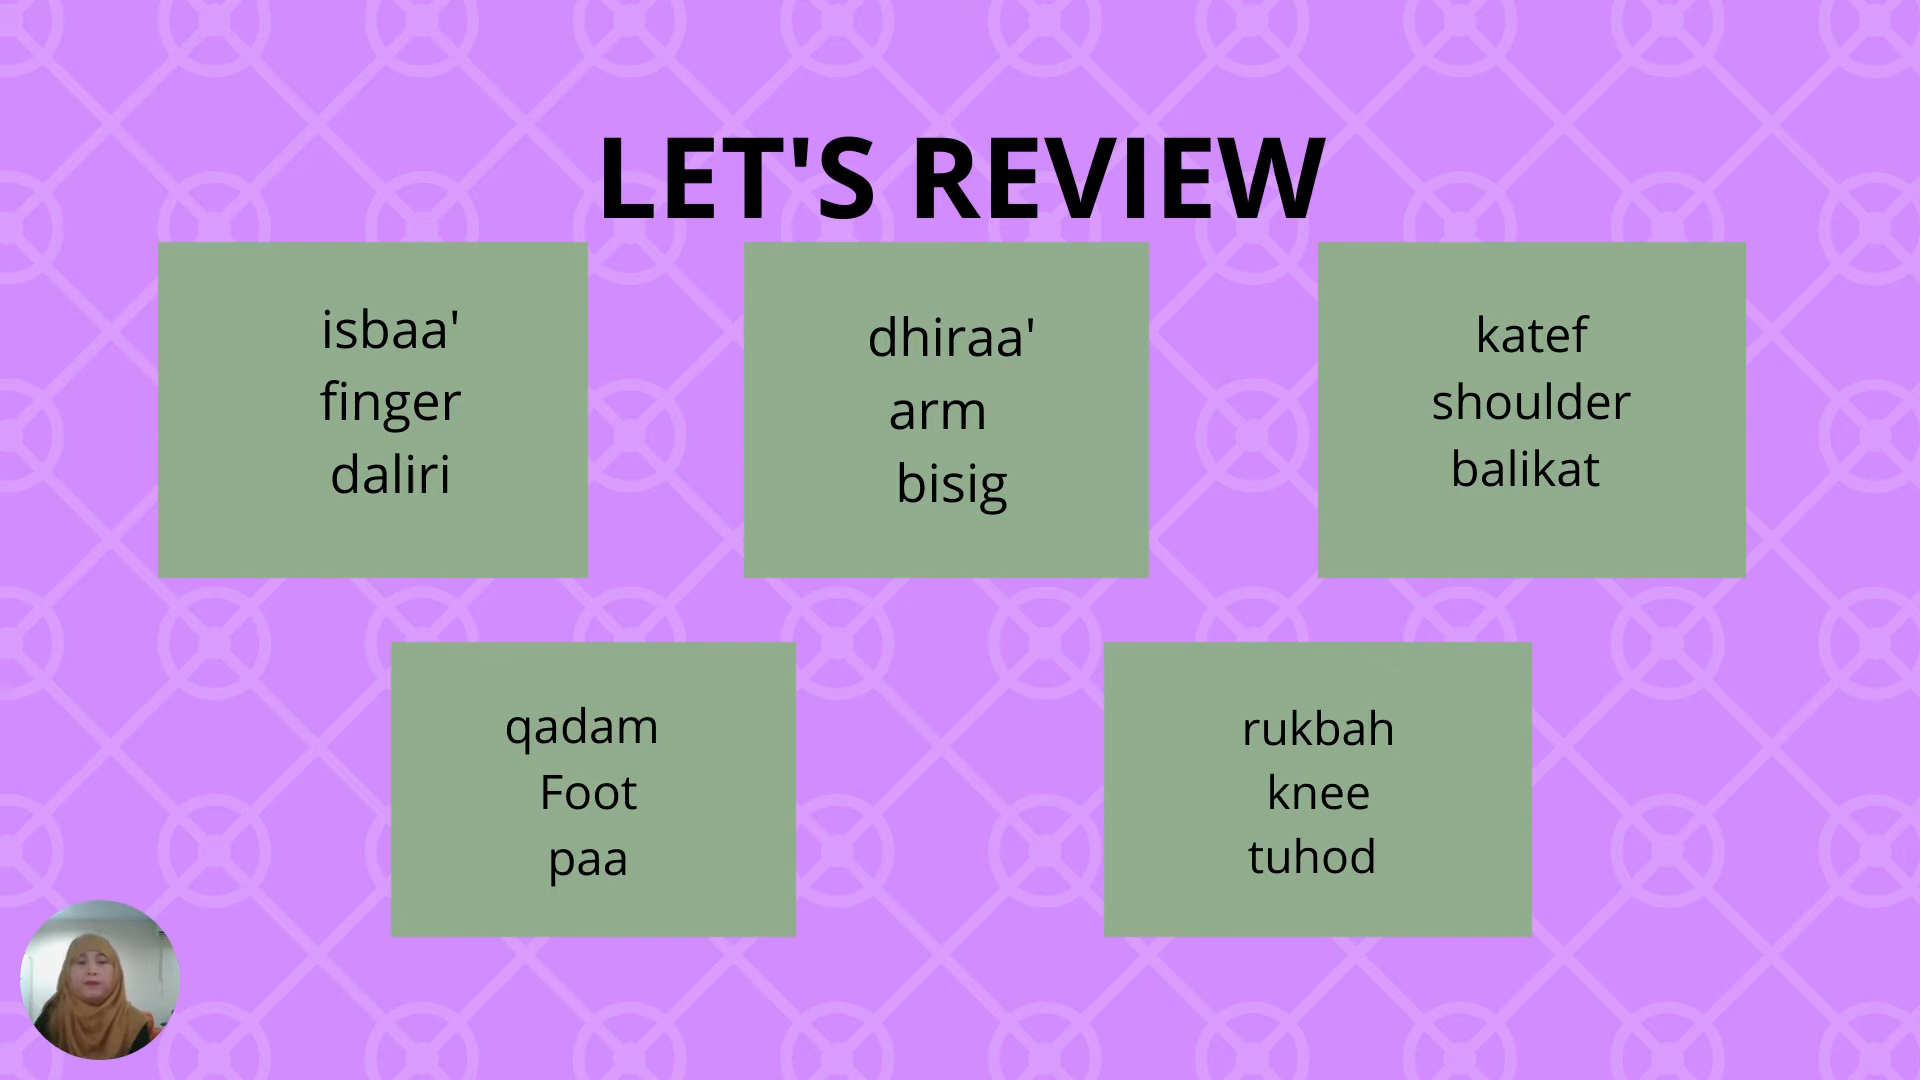 LET'S REVIEW
isbaa'
finger
daliri
dhiraa'
arm
bisig
katef
shoulder
balikat
qadam
Foot
paa
rukbah
knee
tuhod